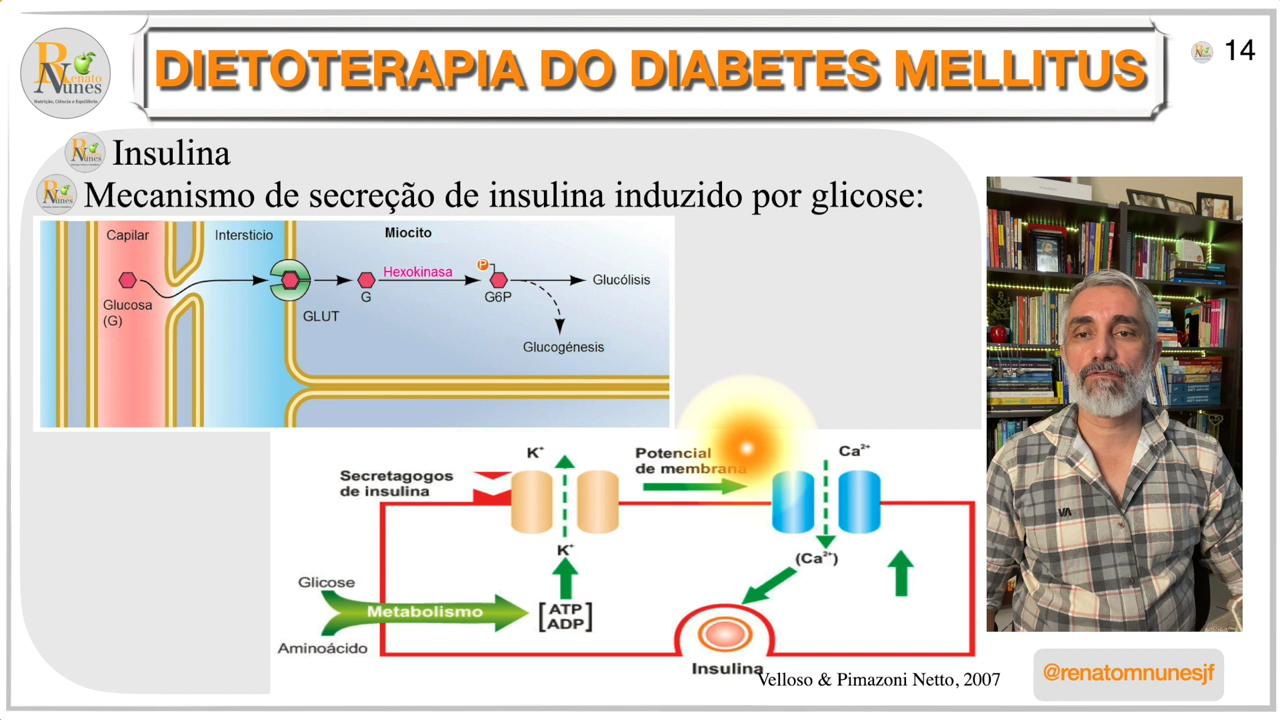 Renato
Nunes
Nutrição, Ciência e Equilíbrio
DIETOTERAPIA DO DIABETES MELLITUS
14
Insulina
Mecanismo de secreção de insulina induzido por glicose:
Capilar
Interstício
Miocito
Glucosa
(G)
GLUT
G
Hexokinasa
P
G6P
Glucólisis
Glucogénesis
K⁺
Potencial
de membrana
Ca²⁺
Secretagogos
de insulina
K⁺
(Ca²⁺)
Glicose
Metabolismo
[ATP
ADP]
Aminoácido
Insulina
Velloso & Pimazoni Netto, 2007
VA
@renatomnunesjf